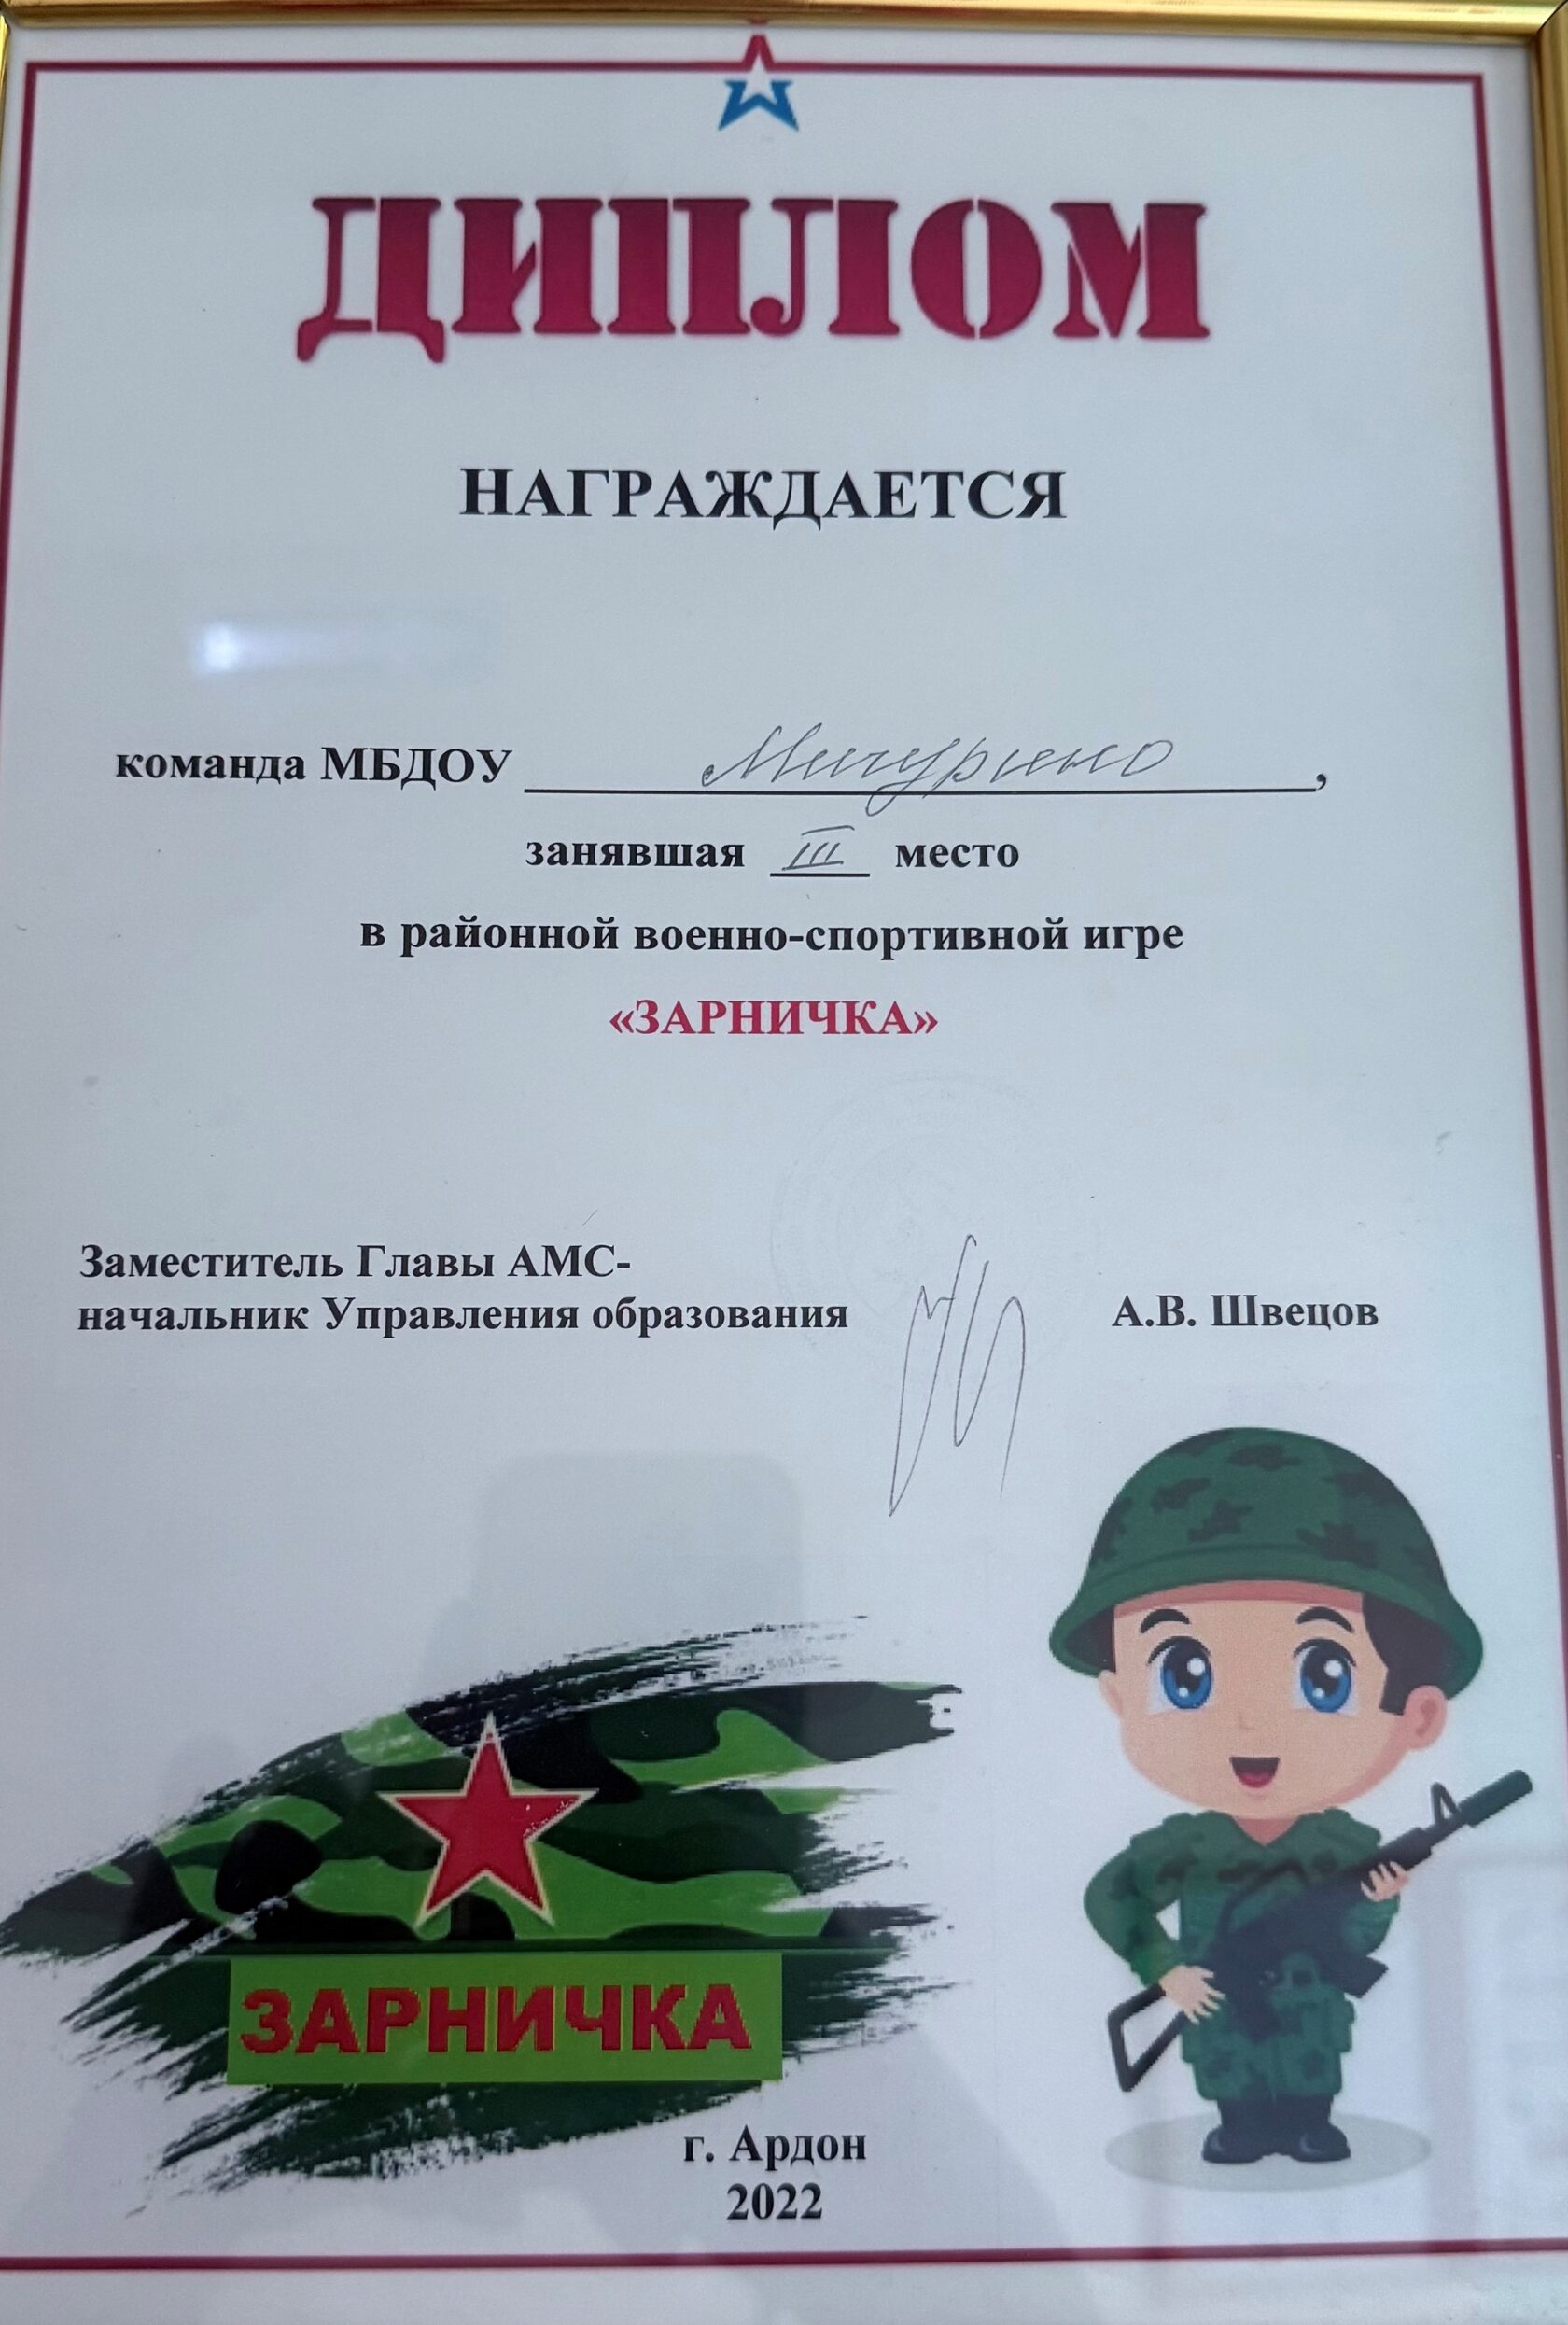 ДИПЛОМ
НАГРАЖДАЕТСЯ
команда МБДОУ Мичурино,
занявшая III место
в районной военно-спортивной игре
«ЗАРНИЧКА»
Заместитель Главы АМС-
начальник Управления образования А.В. Швецов
ЗАРНИЧКА
г. Ардон
2022